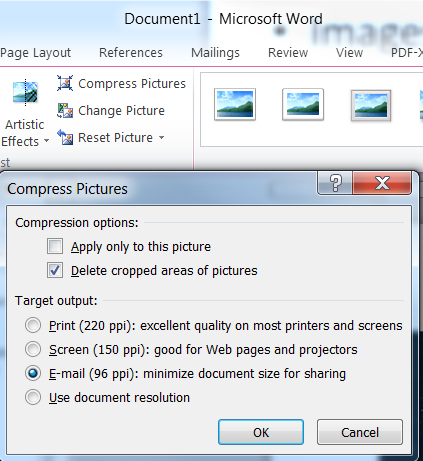 Document1 - Microsoft Word
Page Layout References Mailings Review View PDF-X
Compress Pictures
Change Picture
Artistic
Effects
Reset Picture
st
Compress Pictures
Compression options:
Apply only to this picture
Delete cropped areas of pictures
Target output:
Print (220 ppi): excellent quality on most printers and screens
Screen (150 ppi): good for Web pages and projectors
E-mail (96 ppi): minimize document size for sharing
Use document resolution
OK Cancel